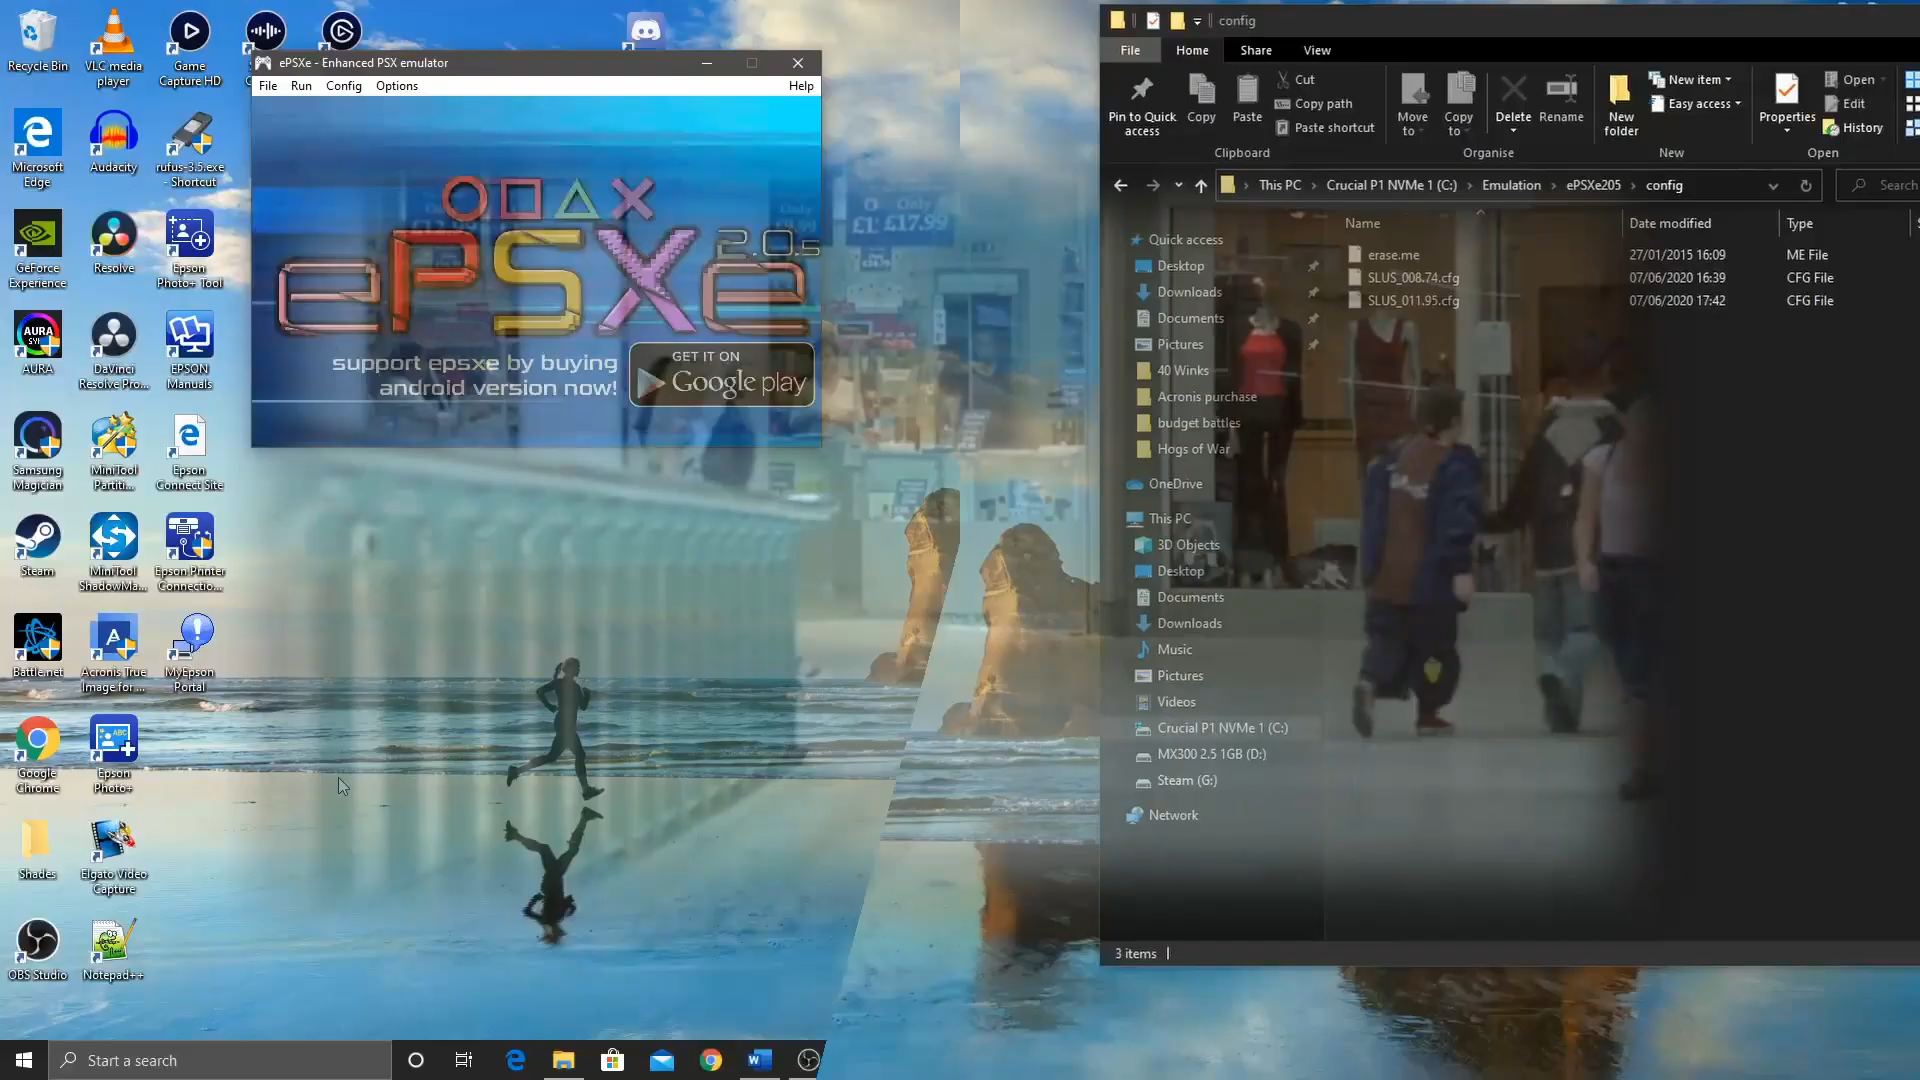 Recycle Bin
VLC media
player
Game
Capture HD
Microsoft
Edge
Audacity
rufus-3.5.exe
- Shortcut
GeForce
Experience
Resolve
Epson
Photo+ Tool
AURA
DaVinci
Resolve Pro...
EPSON
Manuals
Samsung
Magician
MiniTool
Partiti...
Epson
Connect Site
Steam
MiniTool
ShadowMa...
Epson Printer
Connectio...
Battle.net
Acronis True
Image for ...
MyEpson
Portal
Google
Chrome
Epson
Photo+
Shades
Elgato Video
Capture
OBS Studio
Notepad++
ePSXe - Enhanced PSX emulator
File Run Config Options Help
ePSXe 2.0.5
support epsxe by buying
android version now!
GET IT ON
Google play
Only
£17.99
config
File Home Share View
Pin to Quick
access
Copy
Paste
Cut
Copy path
Paste shortcut
Clipboard
Move
to
Copy
to
Delete
Rename
Organise
New
folder
New item
Easy access
New
Properties
Open
Edit
History
Open
This PC > Crucial P1 NVMe 1 (C:) > Emulation > ePSXe205 > config
Search
Name Date modified Type
erase.me 27/01/2015 16:09 ME File
SLUS_008.74.cfg 07/06/2020 16:39 CFG File
SLUS_011.95.cfg 07/06/2020 17:42 CFG File
Quick access
Desktop
Downloads
Documents
Pictures
40 Winks
Acronis purchase
budget battles
Hogs of War
OneDrive
This PC
3D Objects
Desktop
Documents
Downloads
Music
Pictures
Videos
Crucial P1 NVMe 1 (C:)
MX300 2.5 1GB (D:)
Steam (G:)
Network
3 items
Start a search